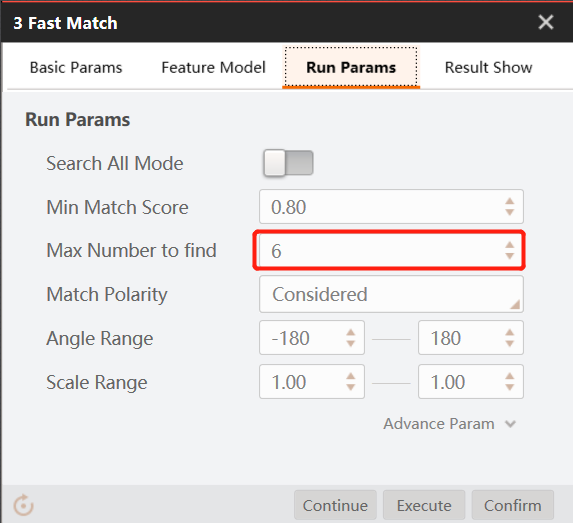 3 Fast Match
Basic Params Feature Model Run Params Result Show
Run Params
Search All Mode
Min Match Score 0.80
Max Number to find 6
Match Polarity Considered
Angle Range -180 180
Scale Range 1.00 1.00
Advance Param
Continue Execute Confirm